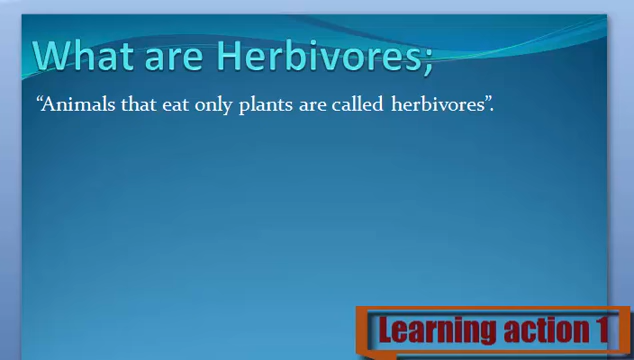 What are Herbivores;
“Animals that eat only plants are called herbivores”.
Learning action 1